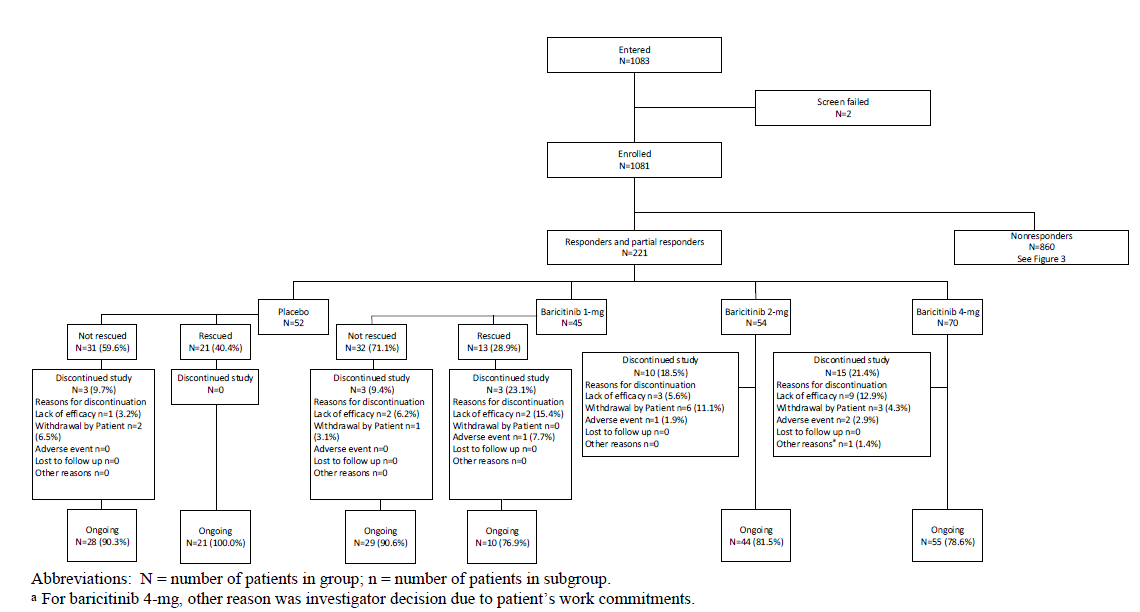 Entered
N=1083
Screen failed
N=2
Enrolled
N=1081
Responders and partial responders
N=221
Nonresponders
N=860
See Figure 3
Placebo
N=52
Baricitinib 1-mg
N=45
Baricitinib 2-mg
N=54
Baricitinib 4-mg
N=70
Not rescued
N=31 (59.6%)
Rescued
N=21 (40.4%)
Not rescued
N=32 (71.1%)
Rescued
N=13 (28.9%)
Discontinued study
N=3 (9.7%)
Reasons for discontinuation
Lack of efficacy n=1 (3.2%)
Withdrawal by Patient n=2
(6.5%)
Adverse event n=0
Lost to follow up n=0
Other reasons n=0
Discontinued study
N=0
Discontinued study
N=3 (9.4%)
Reasons for discontinuation
Lack of efficacy n=2 (6.2%)
Withdrawal by Patient n=1
(3.1%)
Adverse event n=0
Lost to follow up n=0
Other reasons n=0
Discontinued study
N=3 (23.1%)
Reasons for discontinuation
Lack of efficacy n=2 (15.4%)
Withdrawal by Patient n=0
Adverse event n=1 (7.7%)
Lost to follow up n=0
Other reasons n=0
Discontinued study
N=10 (18.5%)
Reasons for discontinuation
Lack of efficacy n=3 (5.6%)
Withdrawal by Patient n=6 (11.1%)
Adverse event n=1 (1.9%)
Lost to follow up n=0
Other reasons n=0
Discontinued study
N=15 (21.4%)
Reasons for discontinuation
Lack of efficacy n=9 (12.9%)
Withdrawal by Patient n=3 (4.3%)
Adverse event n=2 (2.9%)
Lost to follow up n=0
Other reasonsᵃ n=1 (1.4%)
Ongoing
N=28 (90.3%)
Ongoing
N=21 (100.0%)
Ongoing
N=29 (90.6%)
Ongoing
N=10 (76.9%)
Ongoing
N=44 (81.5%)
Ongoing
N=55 (78.6%)
Abbreviations: N = number of patients in group; n = number of patients in subgroup.
ᵃ For baricitinib 4-mg, other reason was investigator decision due to patient’s work commitments.